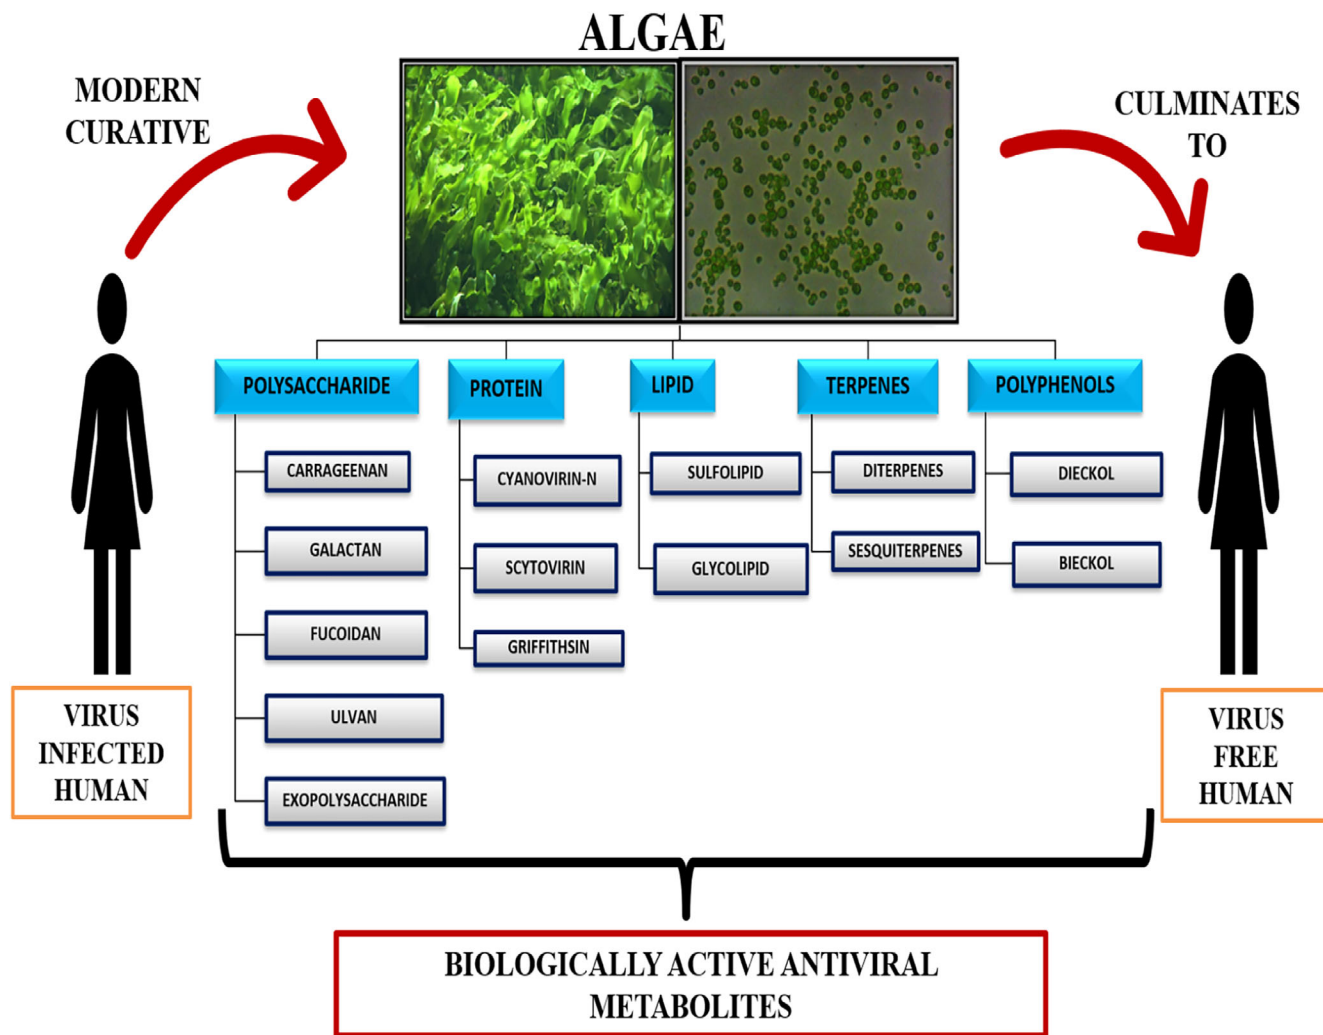 ALGAE
MODERN
CURATIVE
CULMINATES
TO
POLYSACCHARIDE
PROTEIN
LIPID
TERPENES
POLYPHENOLS
CARRAGEENAN
GALACTAN
FUCOIDAN
ULVAN
EXOPOLYSACCHARIDE
CYANOVIRIN-N
SCYTOVIRIN
GRIFFITHSIN
SULFOLIPID
GLYCOLIPID
DITERPENES
SESQUITERPENES
DIECKOL
BIECKOL
VIRUS
INFECTED
HUMAN
VIRUS
FREE
HUMAN
BIOLOGICALLY ACTIVE ANTIVIRAL
METABOLITES